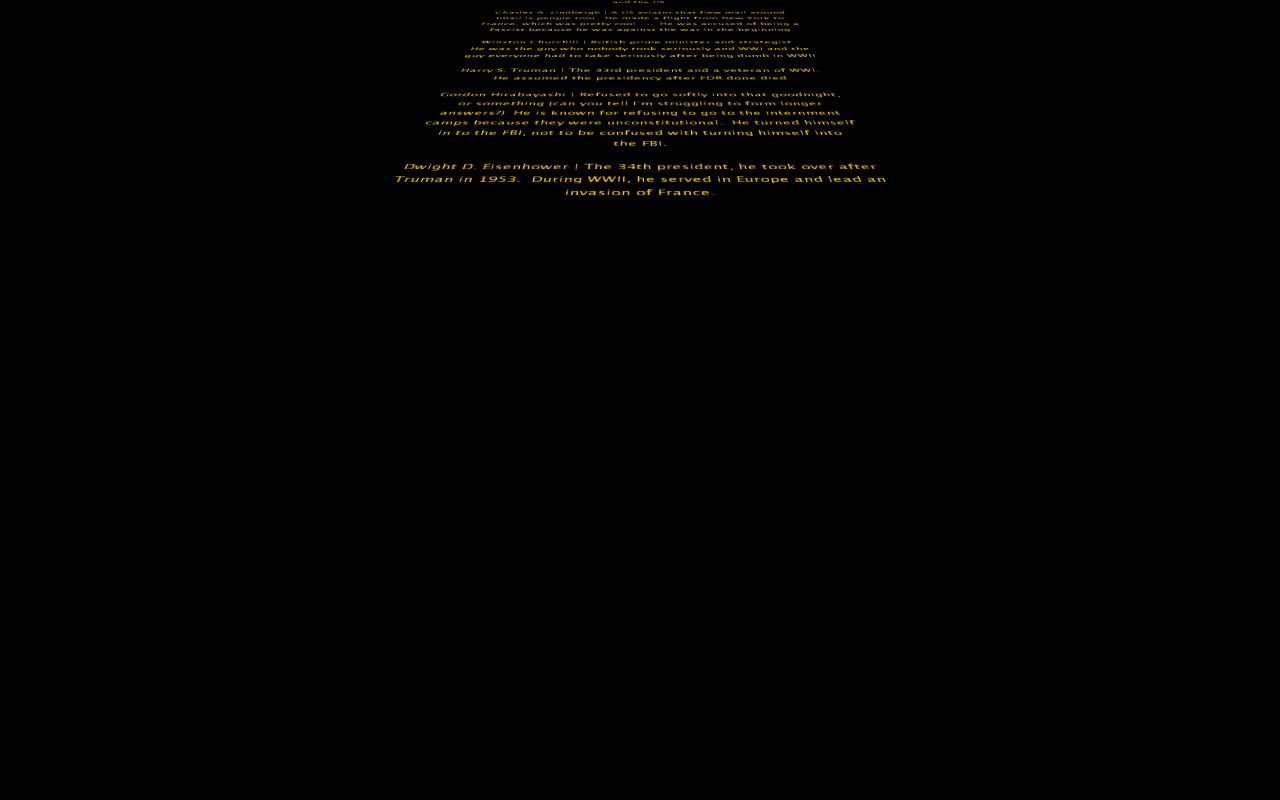 and the US
Charles A. Lindbergh | A US aviator that flew mail around
(mail is people too). He made a flight from New York to
France, which was pretty cool. ... He was accused of being a
fascist because he was against the war in the beginning
Winston Churchill | British prime minister and strategist.
He was the guy who nobody took seriously and WWI and the
guy everyone had to take seriously after being dumb in WWII
Harry S. Truman | The 33rd president and a veteran of WWI.
He assumed the presidency after FDR done died
Gordon Hirabayashi | Refused to go softly into that goodnight,
or something (can you tell I'm struggling to form longer
answers?) He is known for refusing to go to the internment
camps because they were unconstitutional. He turned himself
in to the FBI, not to be confused with turning himself into
the FBI.
Dwight D. Eisenhower | The 34th president, he took over after
Truman in 1953. During WWII, he served in Europe and lead an
invasion of France.